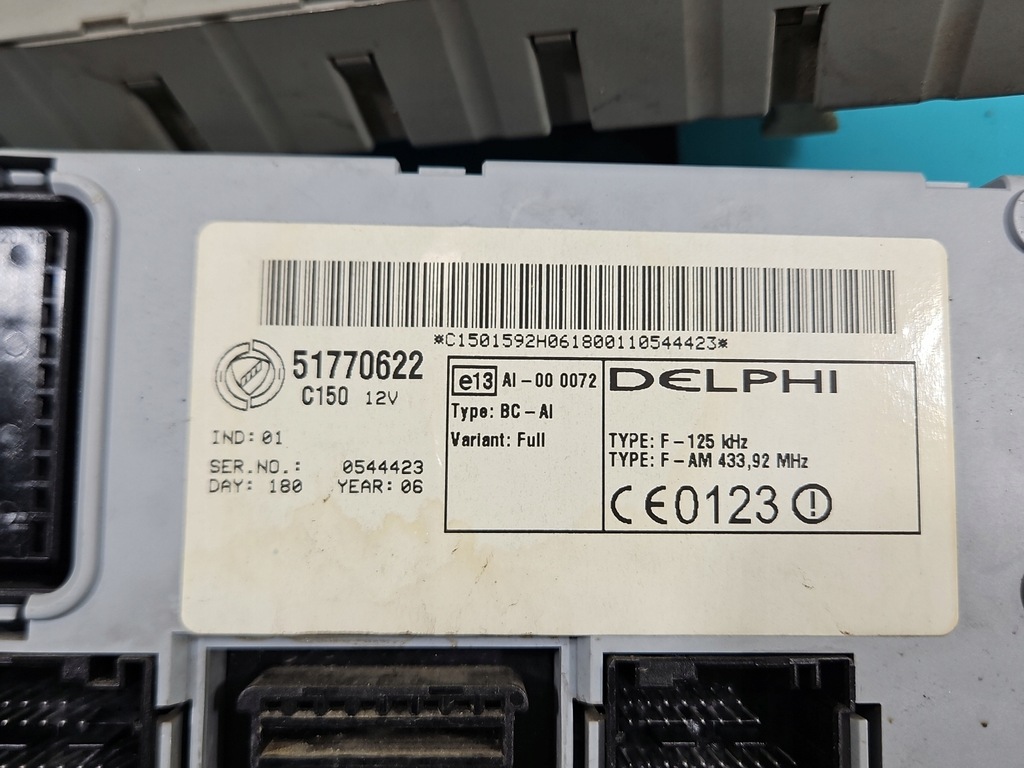 *C1501592H061800110544423*
51770622
C150 12V
IND: 01
SER.NO.: 0544423
DAY: 180 YEAR: 06
e13 AI-00 0072
Type: BC-AI
Variant: Full
DELPHI
TYPE: F-125 kHz
TYPE: F-AM 433,92 MHz
CE0123